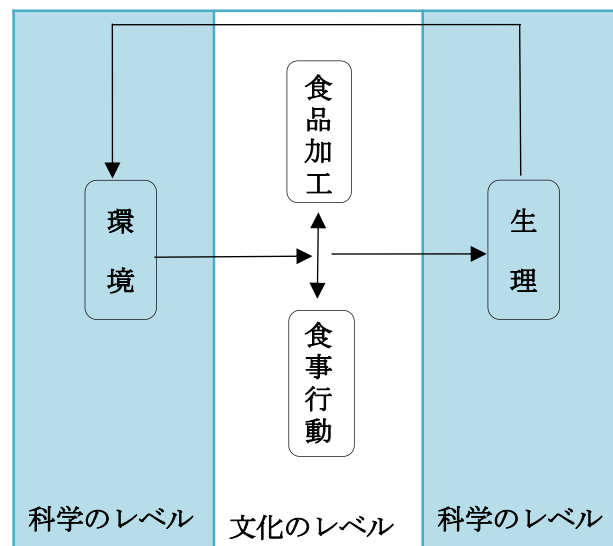 食品加工
環境
生理
食事行動
科学のレベル
文化のレベル
科学のレベル